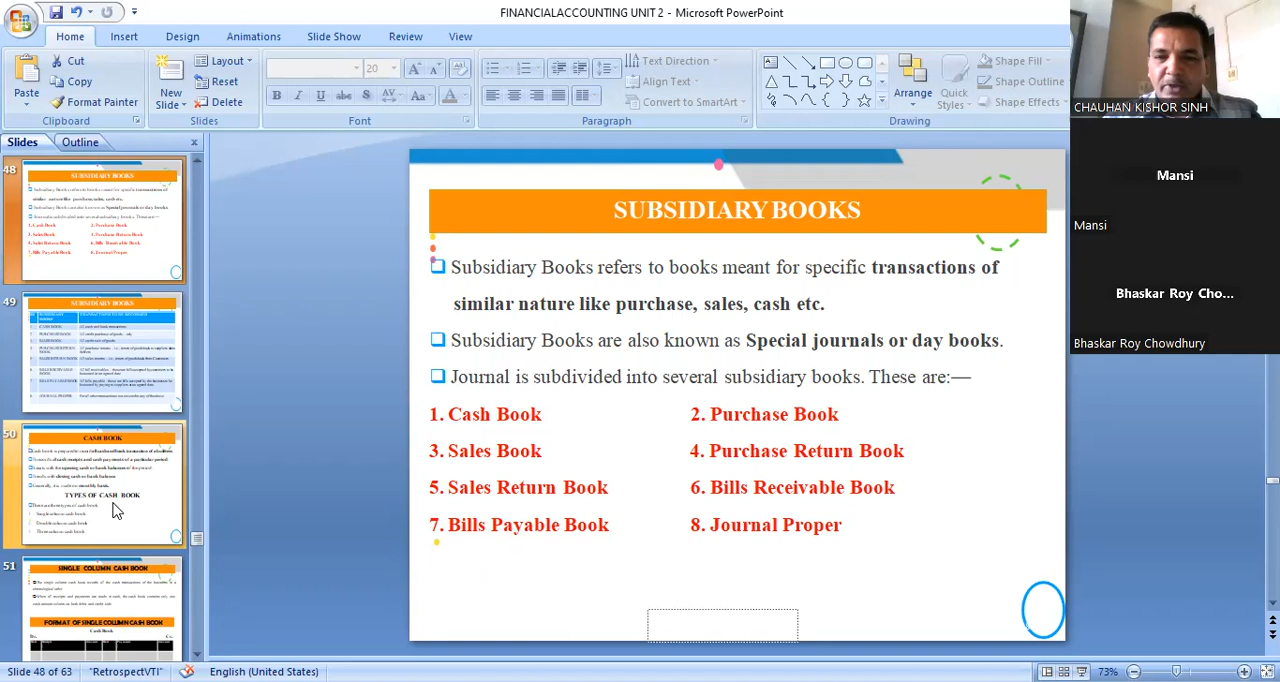 FINANCIALACCOUNTING UNIT 2 - Microsoft PowerPoint
Home Insert Design Animations Slide Show Review View
Paste Cut Copy Format Painter
Clipboard
New Slide Layout Reset Delete
Slides
20
B I U abe S AV Aa A
Font
Paragraph
Text Direction
Align Text
Convert to SmartArt
Arrange Quick Styles
Shape Fill
Shape Outline
Shape Effects
Drawing
CHAUHAN KISHOR SINH
Mansi
Mansi
Bhaskar Roy Cho...
Bhaskar Roy Chowdhury
Slides Outline
48
SUBSIDIARY BOOKS
49
SUBSIDIARY BOOKS
50
CASH BOOK
TYPES OF CASH BOOK
51
SINGLE COLUMN CASH BOOK
FORMAT OF SINGLE COLUMN CASH BOOK
Cash Book
SUBSIDIARY BOOKS
Subsidiary Books refers to books meant for specific transactions of
similar nature like purchase, sales, cash etc.
Subsidiary Books are also known as Special journals or day books.
Journal is subdivided into several subsidiary books. These are:—
1. Cash Book 2. Purchase Book
3. Sales Book 4. Purchase Return Book
5. Sales Return Book 6. Bills Receivable Book
7. Bills Payable Book 8. Journal Proper
Slide 48 of 63 "RetrospectVTI" English (United States) 73%